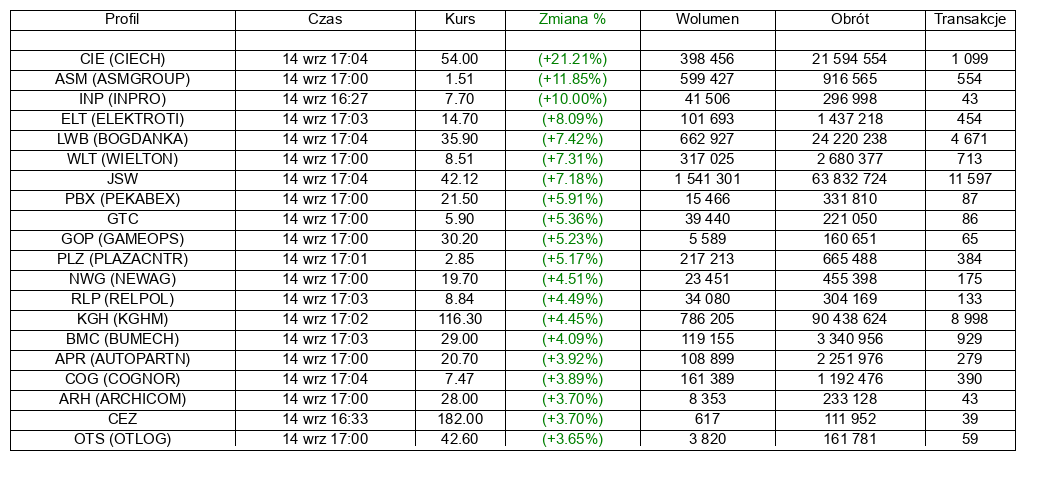 Profil Czas Kurs Zmiana % Wolumen Obrót Transakcje
CIE (CIECH) 14 wrz 17:04 54.00 (+21.21%) 398 456 21 594 554 1 099
ASM (ASMGROUP) 14 wrz 17:00 1.51 (+11.85%) 599 427 916 565 554
INP (INPRO) 14 wrz 16:27 7.70 (+10.00%) 41 506 296 998 43
ELT (ELEKTROTI) 14 wrz 17:03 14.70 (+8.09%) 101 693 1 437 218 454
LWB (BOGDANKA) 14 wrz 17:04 35.90 (+7.42%) 662 927 24 220 238 4 671
WLT (WIELTON) 14 wrz 17:00 8.51 (+7.31%) 317 025 2 680 377 713
JSW 14 wrz 17:04 42.12 (+7.18%) 1 541 301 63 832 724 11 597
PBX (PEKABEX) 14 wrz 17:00 21.50 (+5.91%) 15 466 331 810 87
GTC 14 wrz 17:00 5.90 (+5.36%) 39 440 221 050 86
GOP (GAMEOPS) 14 wrz 17:00 30.20 (+5.23%) 5 589 160 651 65
PLZ (PLAZACNTR) 14 wrz 17:01 2.85 (+5.17%) 217 213 665 488 384
NWG (NEWAG) 14 wrz 17:00 19.70 (+4.51%) 23 451 455 398 175
RLP (RELPOL) 14 wrz 17:03 8.84 (+4.49%) 34 080 304 169 133
KGH (KGHM) 14 wrz 17:02 116.30 (+4.45%) 786 205 90 438 624 8 998
BMC (BUMECH) 14 wrz 17:03 29.00 (+4.09%) 119 155 3 340 956 929
APR (AUTOPARTN) 14 wrz 17:00 20.70 (+3.92%) 108 899 2 251 976 279
COG (COGNOR) 14 wrz 17:04 7.47 (+3.89%) 161 389 1 192 476 390
ARH (ARCHICOM) 14 wrz 17:00 28.00 (+3.70%) 8 353 233 128 43
CEZ 14 wrz 16:33 182.00 (+3.70%) 617 111 952 39
OTS (OTLOG) 14 wrz 17:00 42.60 (+3.65%) 3 820 161 781 59